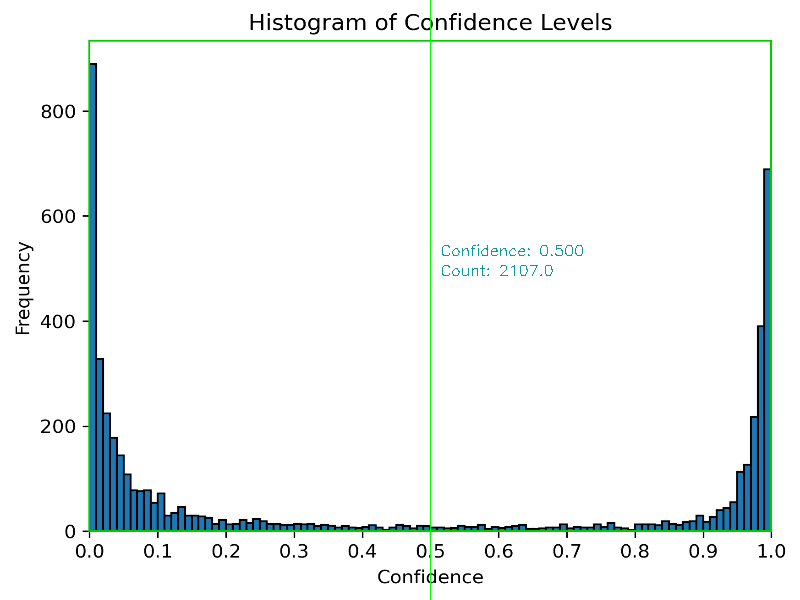 Histogram of Confidence Levels
800
600
400
200
0
Frequency
Confidence: 0.500
Count: 2107.0
0.0 0.1 0.2 0.3 0.4 0.5 0.6 0.7 0.8 0.9 1.0
Confidence